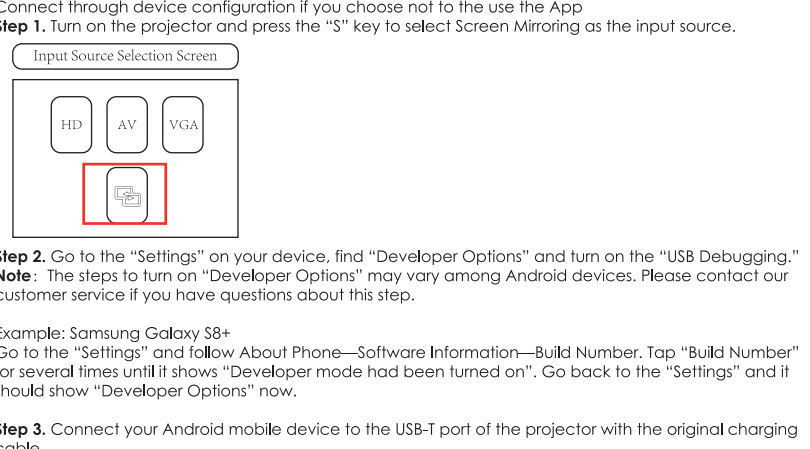 Connect through device configuration if you choose not to the use the App
Step 1. Turn on the projector and press the “S” key to select Screen Mirroring as the input source.
Input Source Selection Screen
HD AV VGA
Step 2. Go to the “Settings” on your device, find “Developer Options” and turn on the “USB Debugging.”
Note： The steps to turn on “Developer Options” may vary among Android devices. Please contact our
customer service if you have questions about this step.
Example: Samsung Galaxy S8+
Go to the “Settings” and follow About Phone—Software Information—Build Number. Tap “Build Number”
for several times until it shows “Developer mode had been turned on”. Go back to the “Settings” and it
should show “Developer Options” now.
Step 3. Connect your Android mobile device to the USB-T port of the projector with the original charging
cable